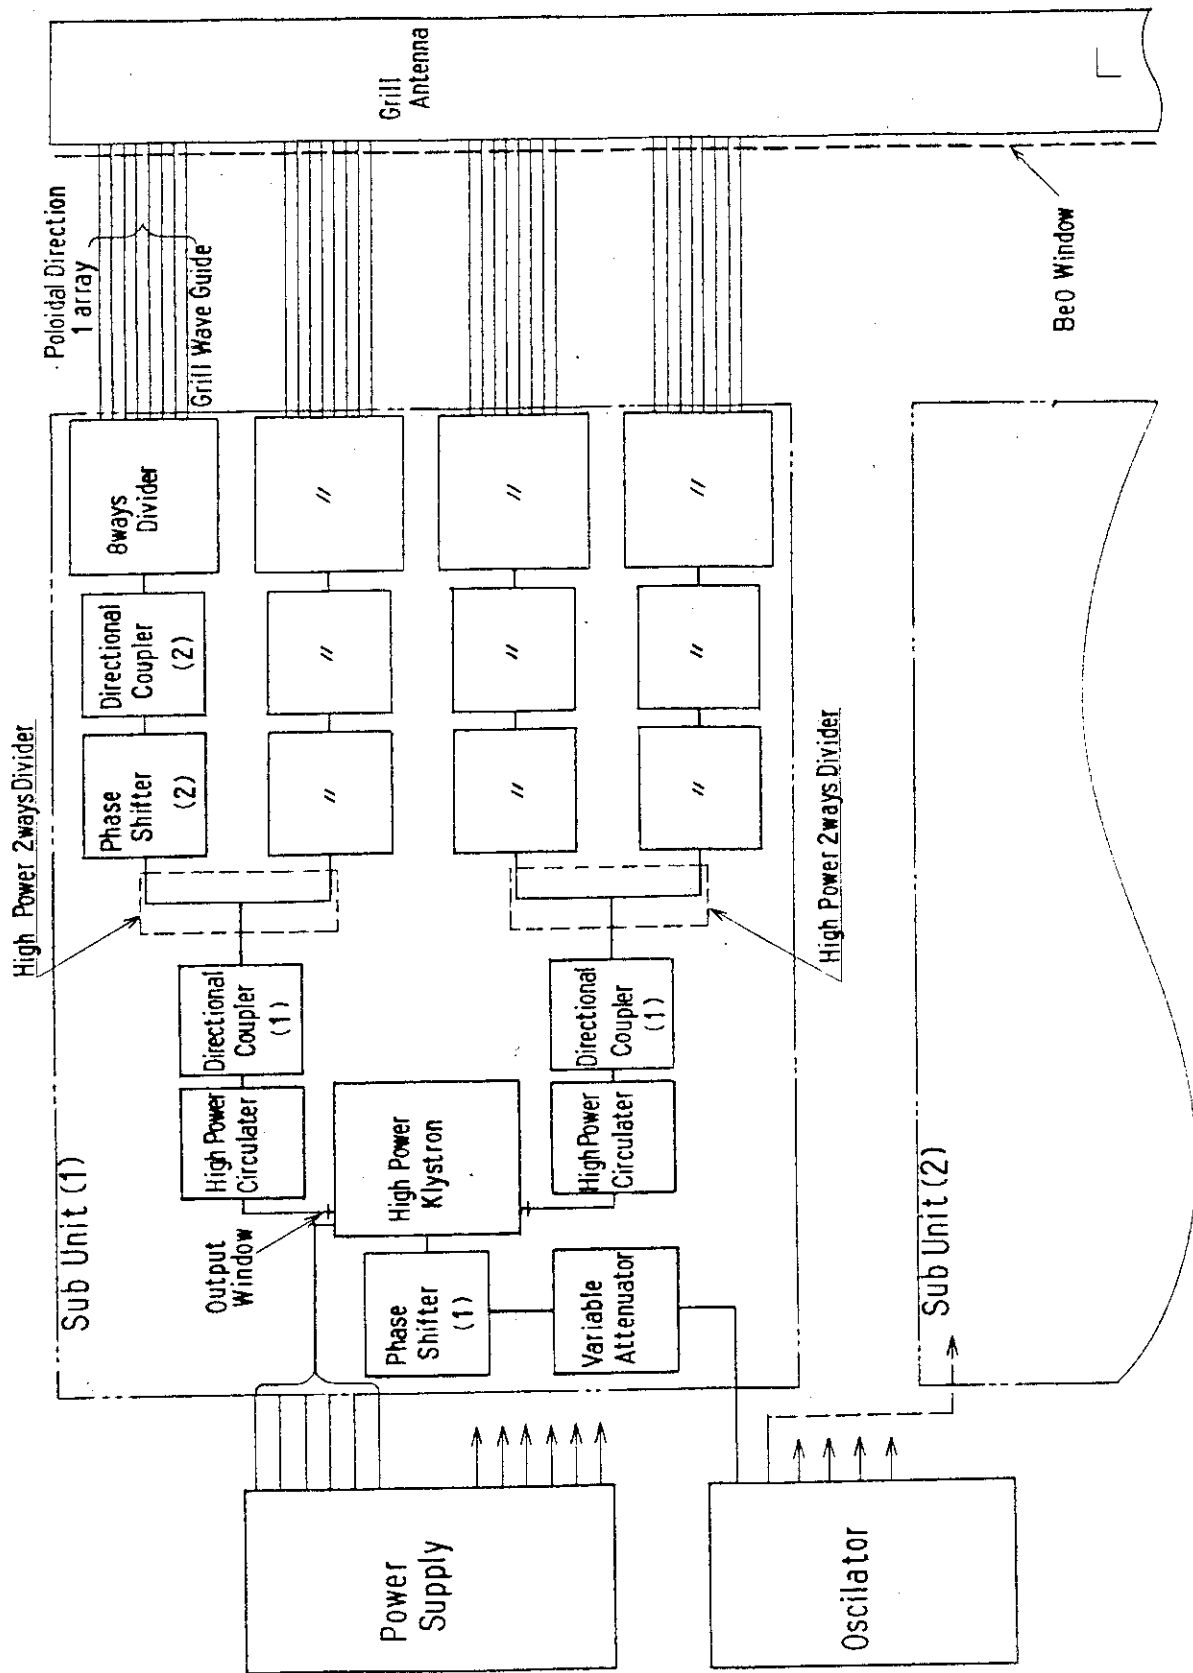 Sub Unit (1)
High Power 2ways Divider
Poloidal Direction
1 array
Grill Wave Guide
Grill
Antenna
Phase
Shifter
(2)
Directional
Coupler
(2)
8ways
Divider
〃
〃
〃
〃
〃
〃
〃
〃
〃
Output
Window
High Power
Circulater
Directional
Coupler
(1)
High Power
Klystron
Phase
Shifter
(1)
Variable
Attenuator
High Power
Circulater
Directional
Coupler
(1)
High Power 2ways Divider
BeO Window
Power
Supply
Oscilator
Sub Unit (2)